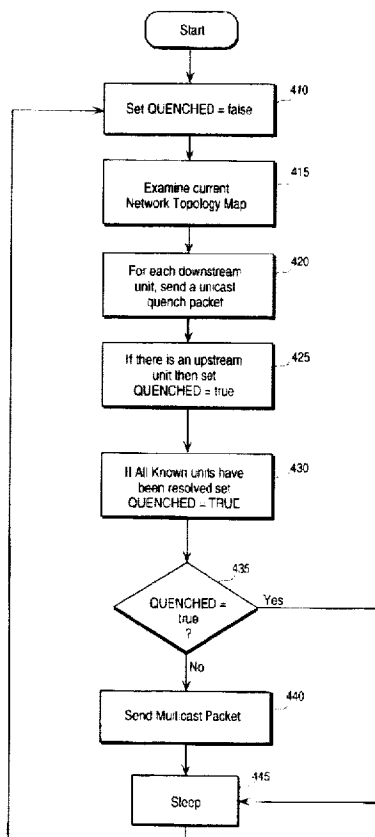 Start
410
Set QUENCHED = false
415
Examine current
Network Topology Map
420
For each downstream
unit, send a unicast
quench packet
425
If there is an upstream
unit then set
QUENCHED = true
430
If All Known units have
been resolved set
QUENCHED = TRUE
435
QUENCHED =
true
?
Yes
No
440
Send Multicast Packet
445
Sleep